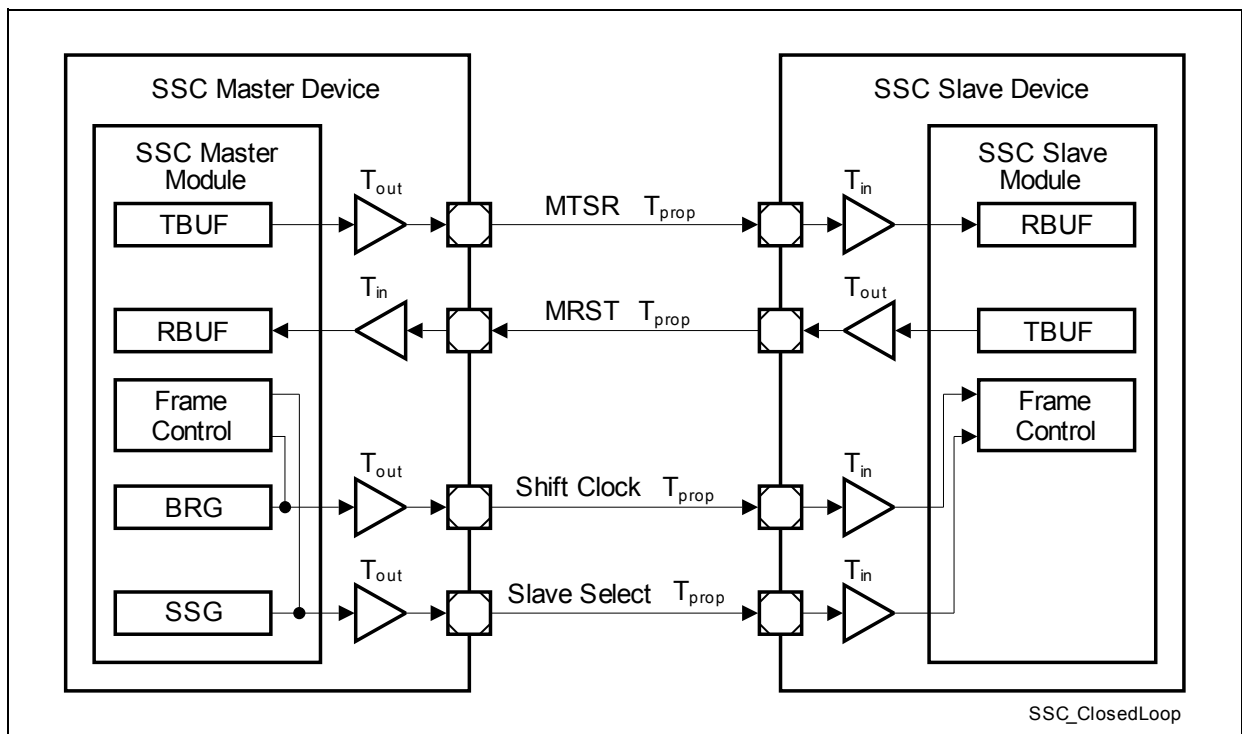 SSC Master Device
SSC Slave Device
SSC Master
Module
SSC Slave
Module
Tout
MTSR Tprop
Tin
TBUF
RBUF
Tin
MRST Tprop
Tout
RBUF
TBUF
Frame
Control
Frame
Control
Tout
Shift Clock Tprop
Tin
BRG
Tout
Slave Select Tprop
Tin
SSG
SSC_ClosedLoop